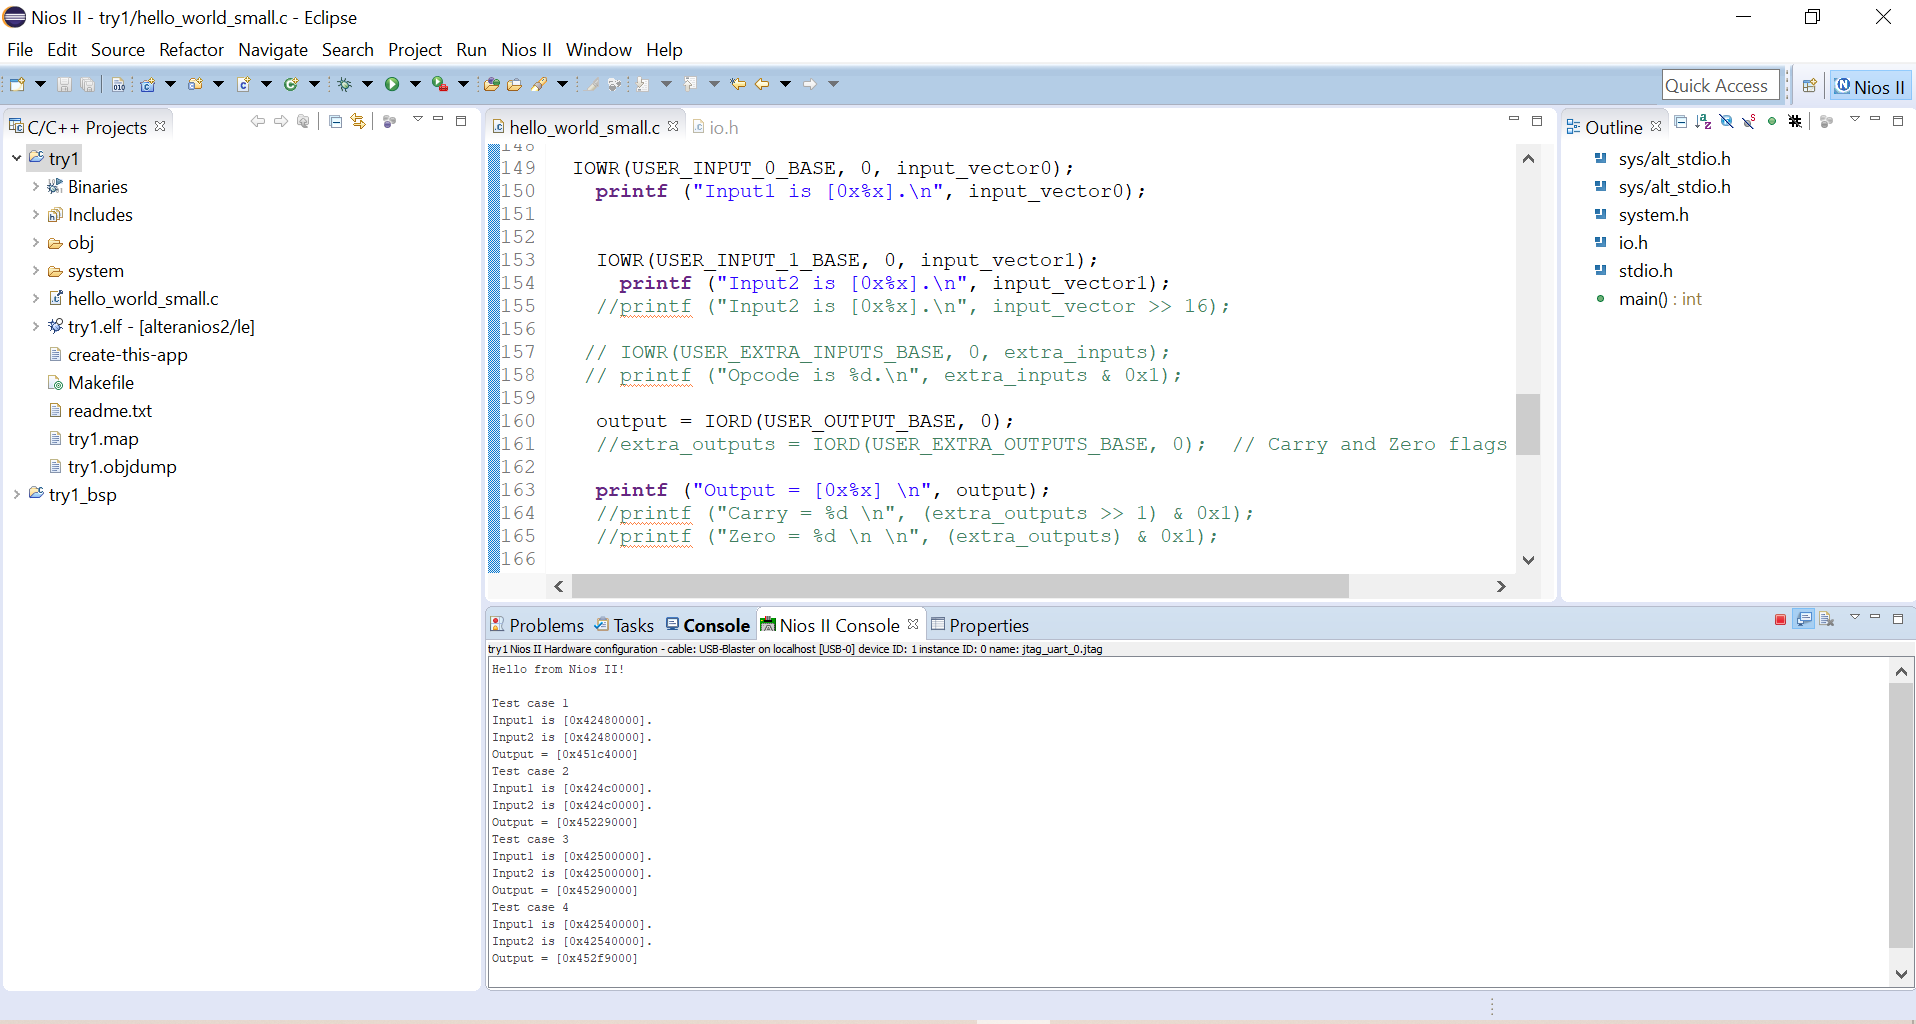 Nios II - try1/hello_world_small.c - Eclipse
File Edit Source Refactor Navigate Search Project Run Nios II Window Help
Quick Access
Nios II
C/C++ Projects
try1
Binaries
Includes
obj
system
hello_world_small.c
try1.elf - [alteranios2/le]
create-this-app
Makefile
readme.txt
try1.map
try1.objdump
try1_bsp
hello_world_small.c io.h
148
149 IOWR(USER_INPUT_0_BASE, 0, input_vector0);
150 printf ("Input1 is [0x%x].\n", input_vector0);
151
152
153 IOWR(USER_INPUT_1_BASE, 0, input_vector1);
154 printf ("Input2 is [0x%x].\n", input_vector1);
155 //printf ("Input2 is [0x%x].\n", input_vector >> 16);
156
157 // IOWR(USER_EXTRA_INPUTS_BASE, 0, extra_inputs);
158 // printf ("Opcode is %d.\n", extra_inputs & 0x1);
159
160 output = IORD(USER_OUTPUT_BASE, 0);
161 //extra_outputs = IORD(USER_EXTRA_OUTPUTS_BASE, 0); // Carry and Zero flags
162
163 printf ("Output = [0x%x] \n", output);
164 //printf ("Carry = %d \n", (extra_outputs >> 1) & 0x1);
165 //printf ("Zero = %d \n \n", (extra_outputs) & 0x1);
166
Outline
sys/alt_stdio.h
sys/alt_stdio.h
system.h
io.h
stdio.h
main() : int
Problems Tasks Console Nios II Console Properties
try1 Nios II Hardware configuration - cable: USB-Blaster on localhost [USB-0] device ID: 1 instance ID: 0 name: jtag_uart_0.jtag
Hello from Nios II!
Test case 1
Input1 is [0x42480000].
Input2 is [0x42480000].
Output = [0x451c4000]
Test case 2
Input1 is [0x424c0000].
Input2 is [0x424c0000].
Output = [0x45229000]
Test case 3
Input1 is [0x42500000].
Input2 is [0x42500000].
Output = [0x45290000]
Test case 4
Input1 is [0x42540000].
Input2 is [0x42540000].
Output = [0x452f9000]